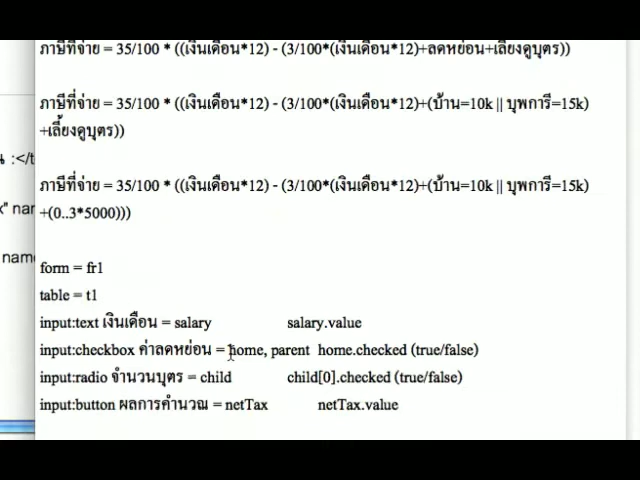 ภาษีที่จ่าย = 35/100 * ((เงินเดือน*12) - (3/100*(เงินเดือน*12)+ลดหย่อน+เลี้ยงดูบุตร))
ภาษีที่จ่าย = 35/100 * ((เงินเดือน*12) - (3/100*(เงินเดือน*12)+(บ้าน=10k || บุพการี=15k)
+เลี้ยงดูบุตร))
ภาษีที่จ่าย = 35/100 * ((เงินเดือน*12) - (3/100*(เงินเดือน*12)+(บ้าน=10k || บุพการี=15k)
+(0..3*5000)))
น :</t
x" nan
name
form = fr1
table = t1
input:text เงินเดือน = salary salary.value
input:checkbox ค่าลดหย่อน = home, parent home.checked (true/false)
input:radio จำนวนบุตร = child child[0].checked (true/false)
input:button ผลการคำนวณ = netTax netTax.value